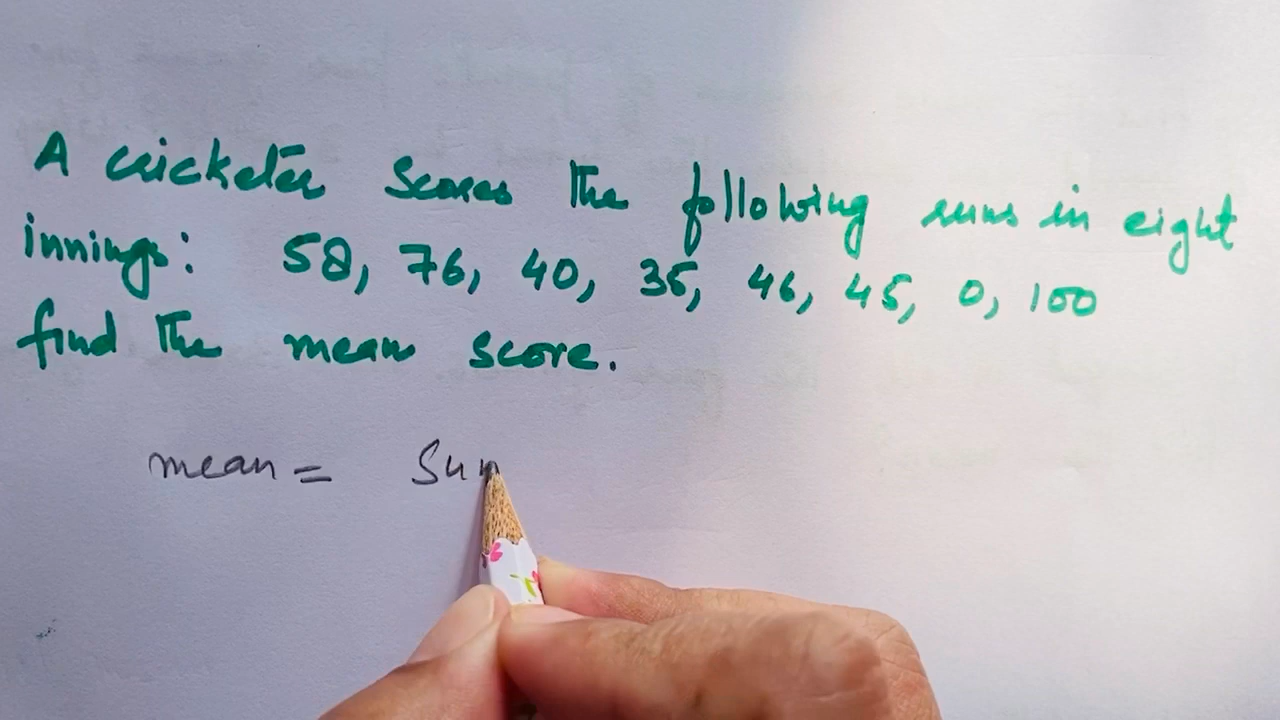 A cricketer scores the following runs in eight
innings: 58, 76, 40, 35, 46, 45, 0, 100
find the mean score.
mean = Sum